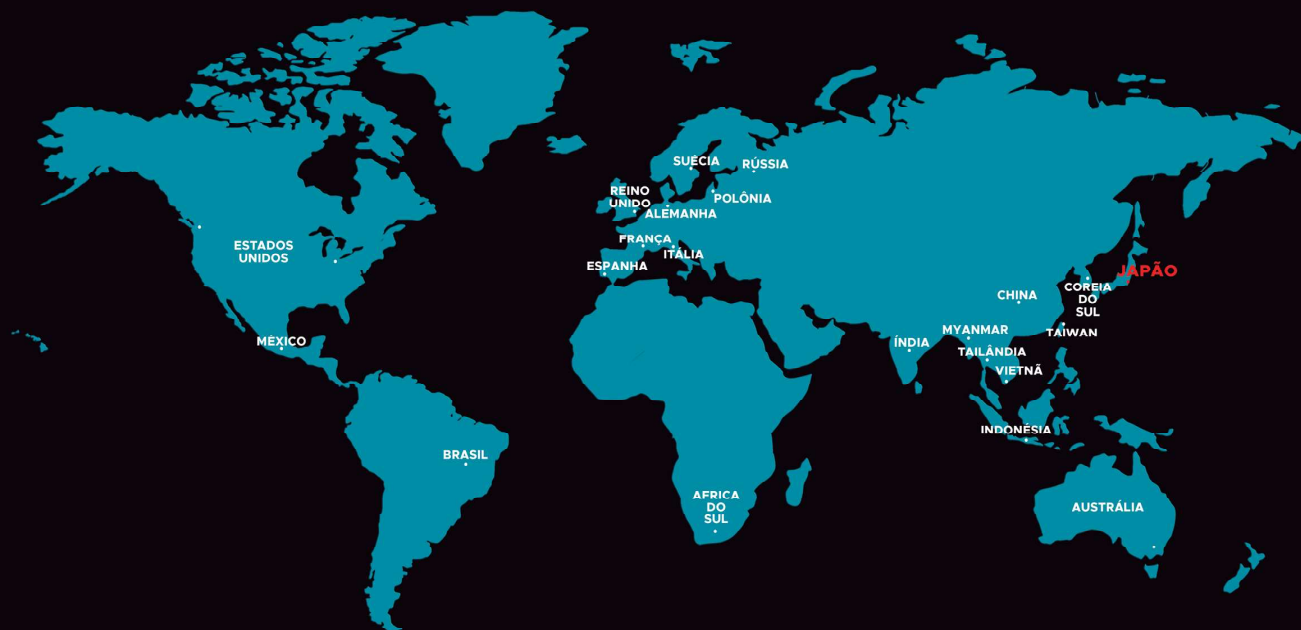 SUÉCIA
RÚSSIA
REINO
UNIDO
POLÔNIA
ALEMANHA
FRANÇA
ITÁLIA
ESPANHA
ESTADOS
UNIDOS
JAPÃO
COREIA
DO
SUL
CHINA
TAIWAN
MYANMAR
ÍNDIA
TAILÂNDIA
VIETNÃ
MÉXICO
INDONÉSIA
BRASIL
AFRICA
DO
SUL
AUSTRÁLIA